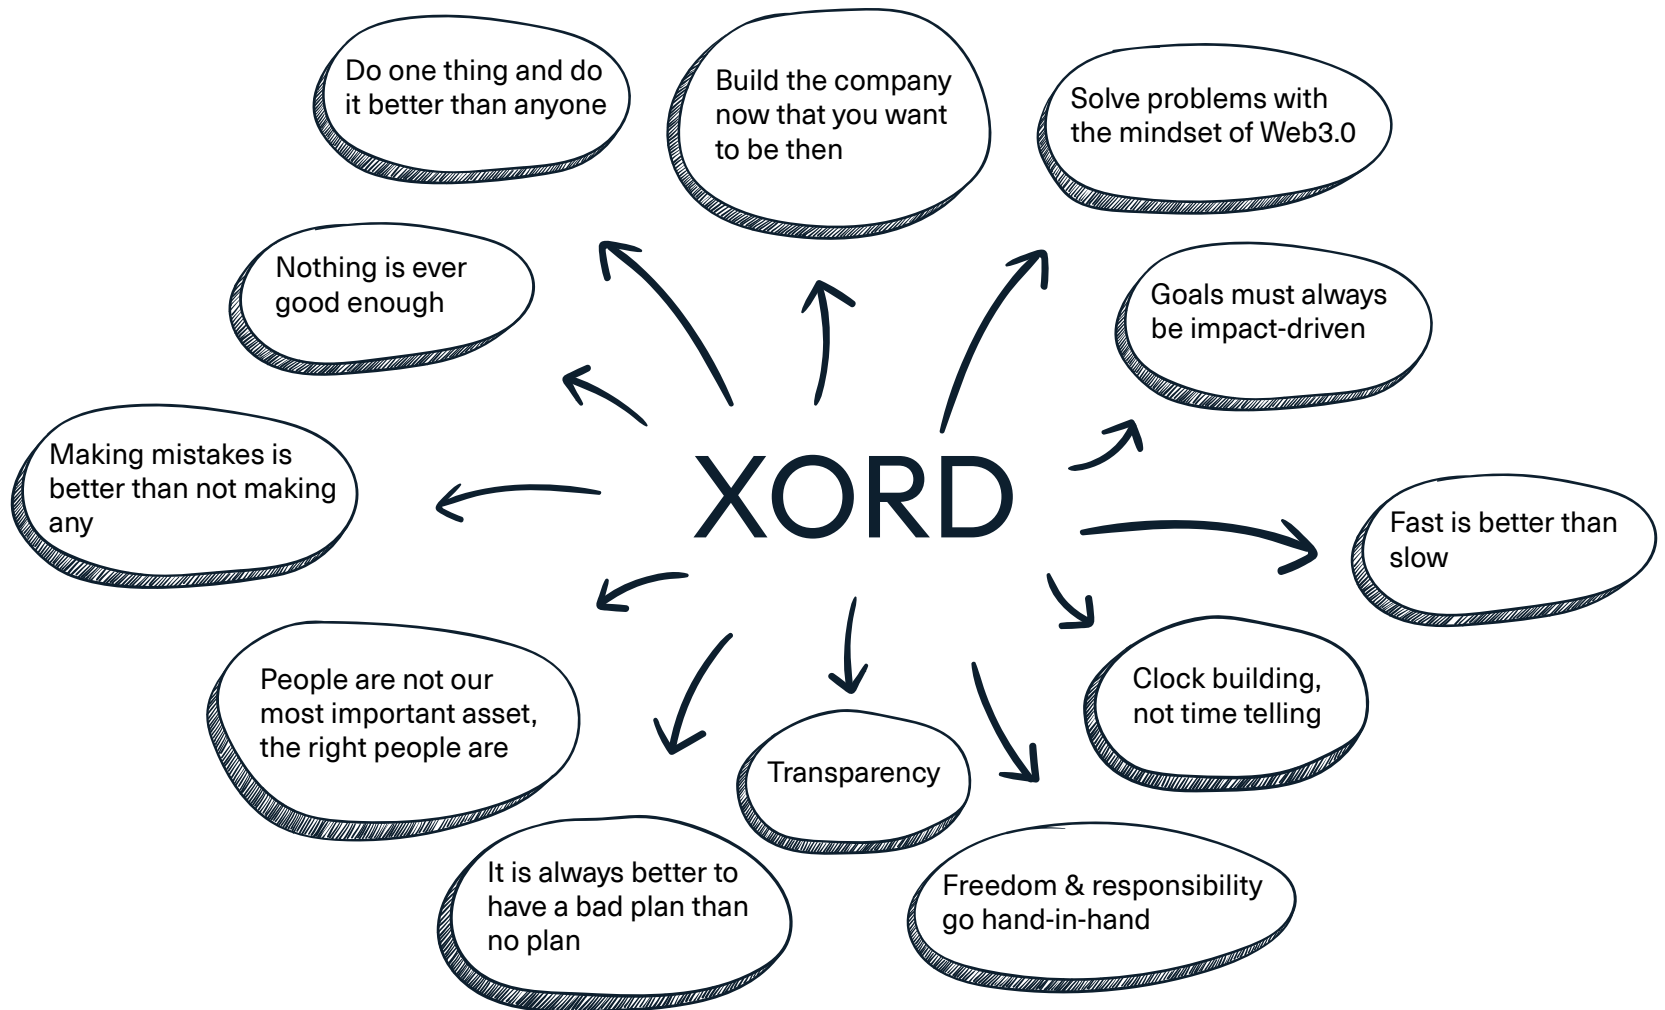 Do one thing and do
it better than anyone
Build the company
now that you want
to be then
Solve problems with
the mindset of Web3.0
Nothing is ever
good enough
Goals must always
be impact-driven
Making mistakes is
better than not making
any
XORD
Fast is better than
slow
People are not our
most important asset,
the right people are
Clock building,
not time telling
Transparency
It is always better to
have a bad plan than
no plan
Freedom & responsibility
go hand-in-hand